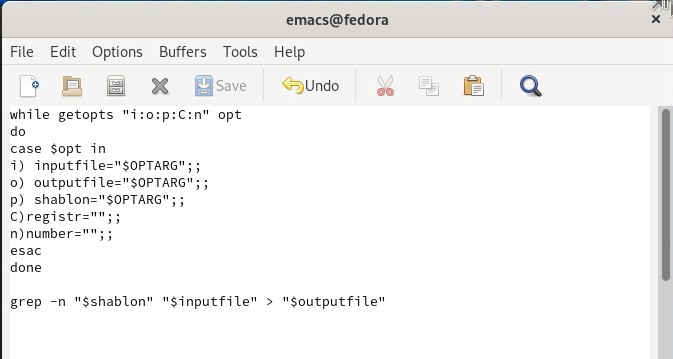 emacs@fedora
File Edit Options Buffers Tools Help
Save Undo
while getopts "i:o:p:C:n" opt
do
case $opt in
i) inputfile="$OPTARG";;
o) outputfile="$OPTARG";;
p) shablon="$OPTARG";;
C)registr="";;
n)number="";;
esac
done
grep -n "$shablon" "$inputfile" > "$outputfile"